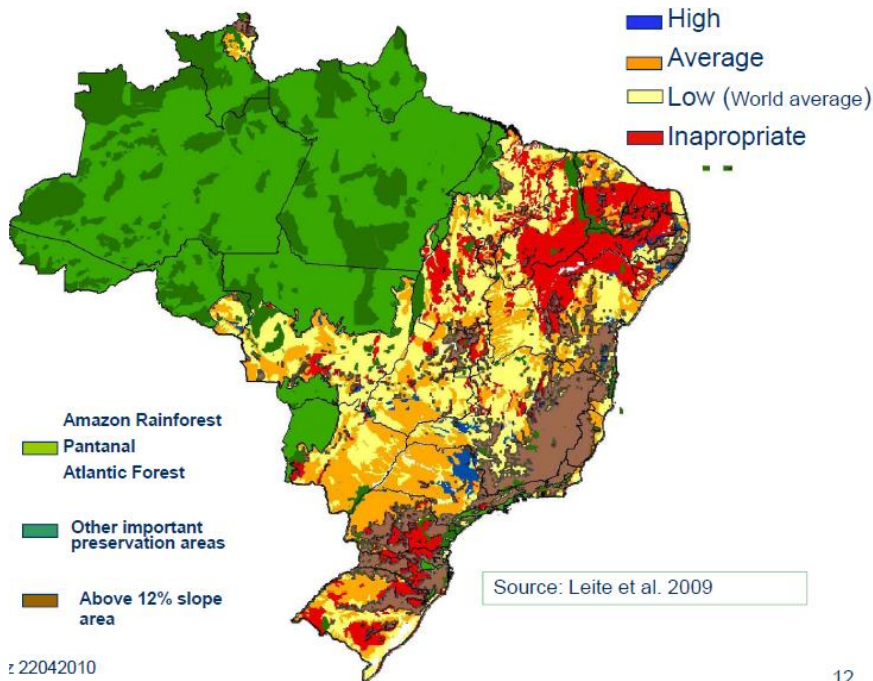 High
Average
Low (World average)
Inapropriate
Amazon Rainforest
Pantanal
Atlantic Forest
Other important
preservation areas
Above 12% slope
area
Source: Leite et al. 2009
z 22042010
12